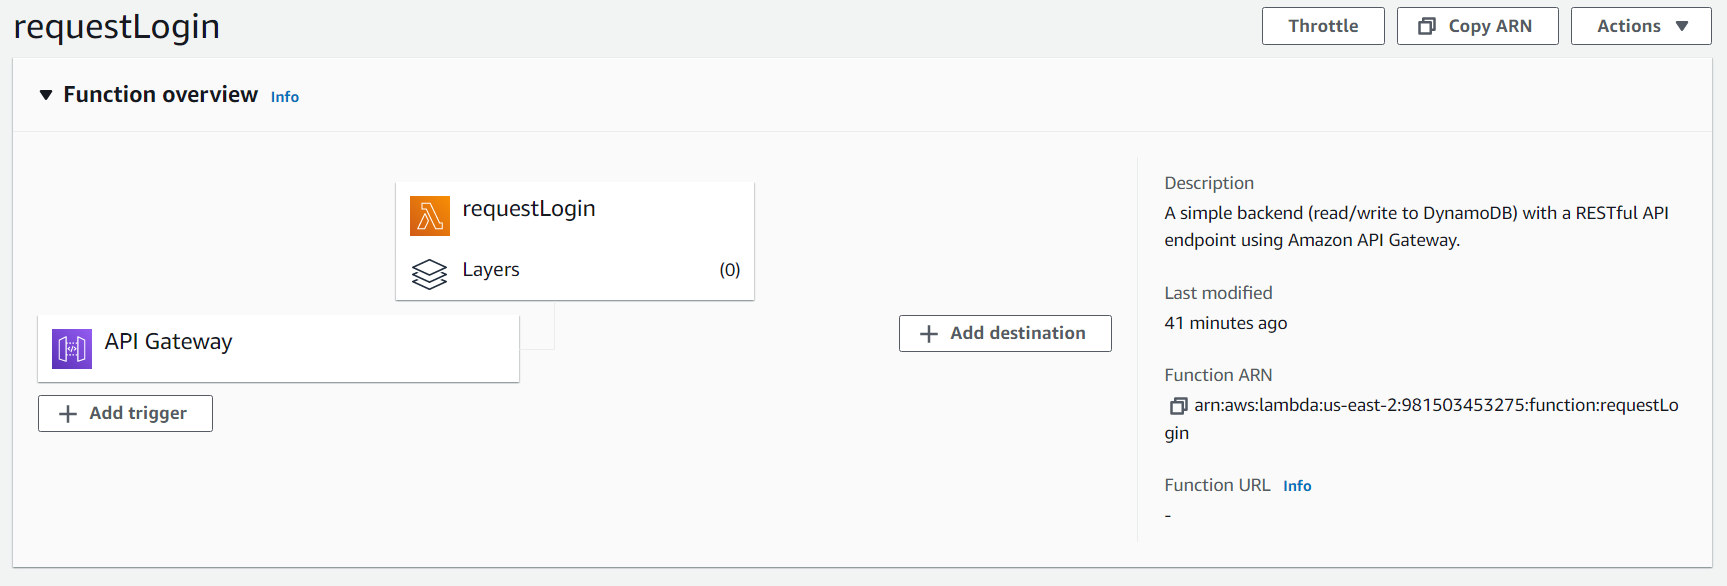 requestLogin
Throttle
Copy ARN
Actions
Function overview Info
requestLogin
Layers (0)
API Gateway
Add trigger
Add destination
Description
A simple backend (read/write to DynamoDB) with a RESTful API
endpoint using Amazon API Gateway.
Last modified
41 minutes ago
Function ARN
arn:aws:lambda:us-east-2:981503453275:function:requestLo
gin
Function URL Info
-